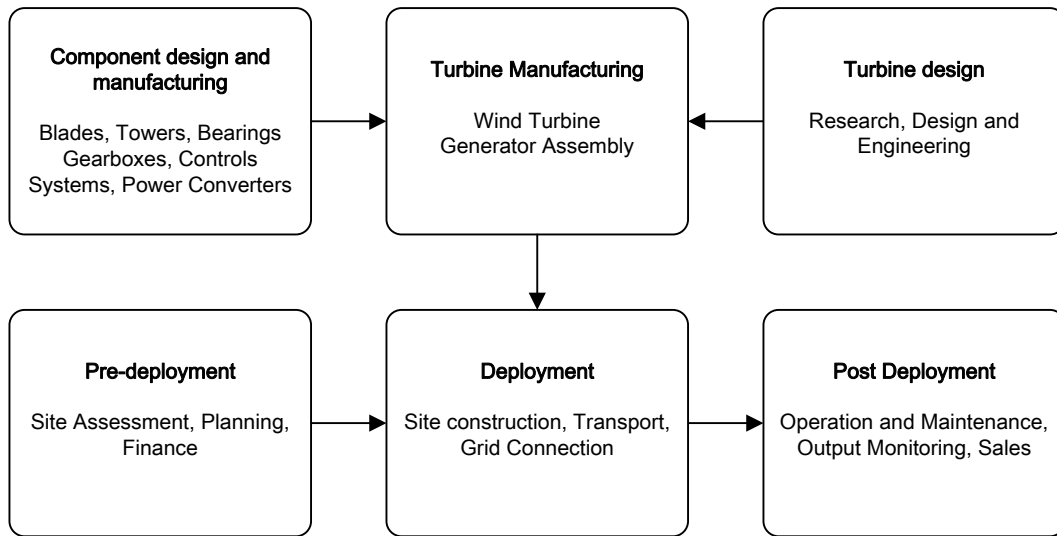 Component design and
manufacturing
Blades, Towers, Bearings
Gearboxes, Controls
Systems, Power Converters
Turbine Manufacturing
Wind Turbine
Generator Assembly
Turbine design
Research, Design and
Engineering
Pre-deployment
Site Assessment, Planning,
Finance
Deployment
Site construction, Transport,
Grid Connection
Post Deployment
Operation and Maintenance,
Output Monitoring, Sales